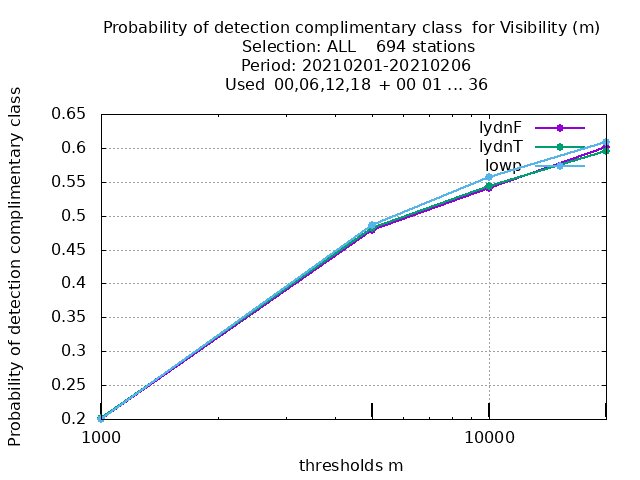 Probability of detection complimentary class  for Visibility (m)
Selection: ALL    694 stations
Period: 20210201-20210206
Used  00,06,12,18  + 00 01 ... 36
Probability of detection complimentary class
0.65
0.6
0.55
0.5
0.45
0.4
0.35
0.3
0.25
0.2
lydnF
lydnT
lowp
1000
10000
thresholds m